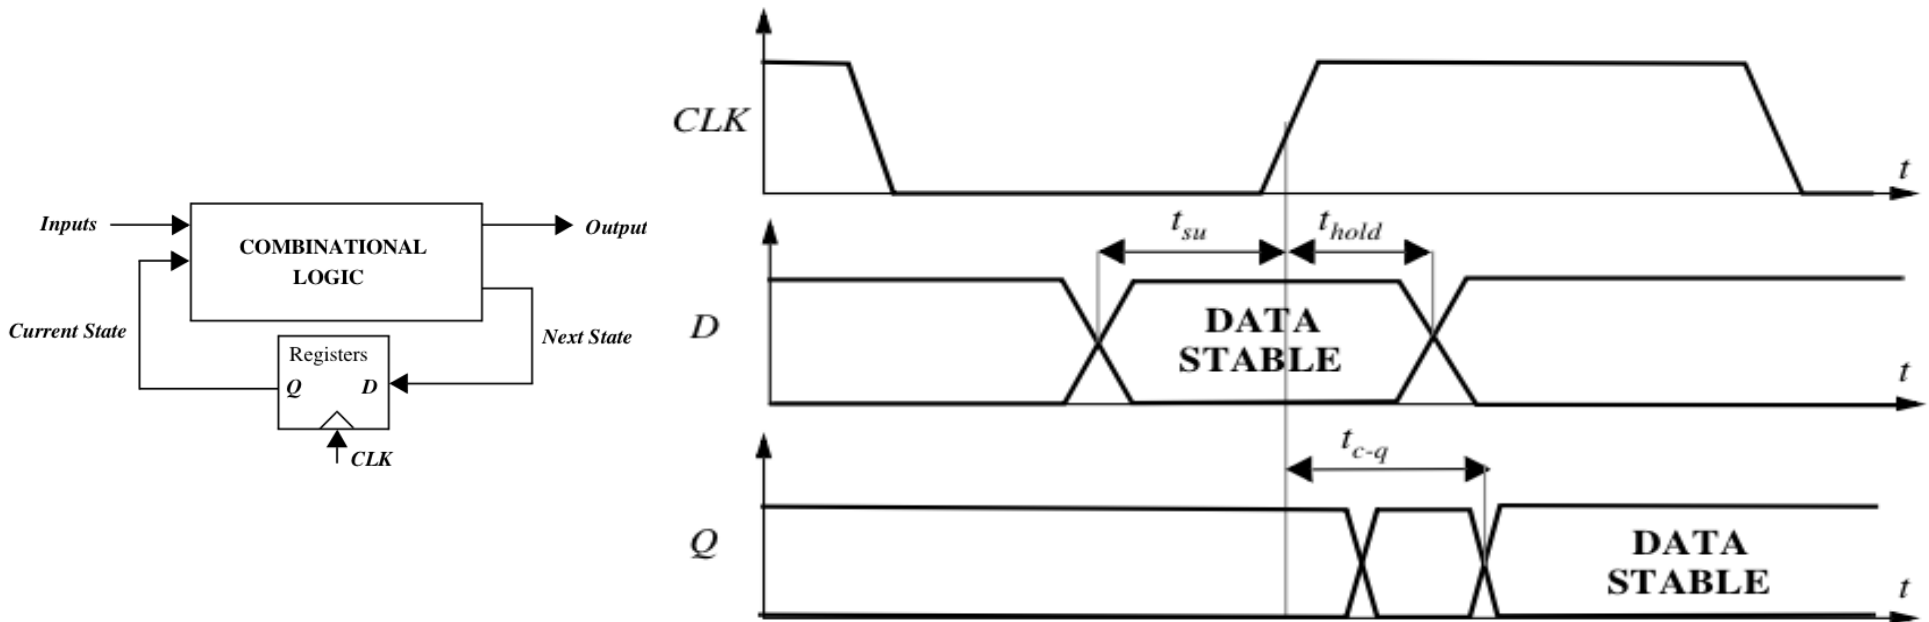 Inputs
COMBINATIONAL
LOGIC
Output
Current State
Next State
Registers
Q
D
CLK
CLK
t
t_su
t_hold
D
DATA
STABLE
t
t_c-q
Q
DATA
STABLE
t